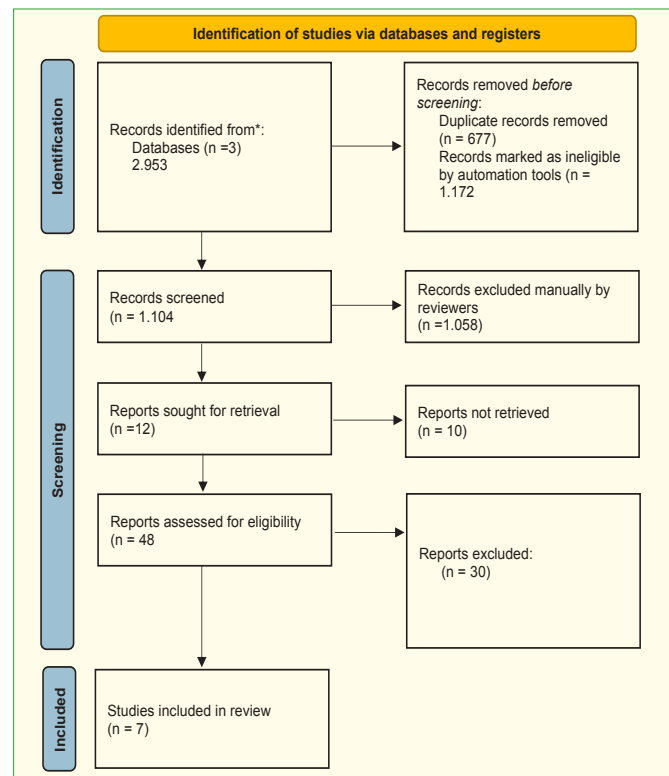 Identification of studies via databases and registers
Identification
Records identified from*:
Databases (n =3)
2.953
Records removed before
screening:
Duplicate records removed
(n = 677)
Records marked as ineligible
by automation tools (n =
1.172
Screening
Records screened
(n = 1.104
Records excluded manually by
reviewers
(n =1.058)
Reports sought for retrieval
(n =12)
Reports not retrieved
(n = 10)
Reports assessed for eligibility
(n = 48
Reports excluded:
(n = 30)
Included
Studies included in review
(n = 7)